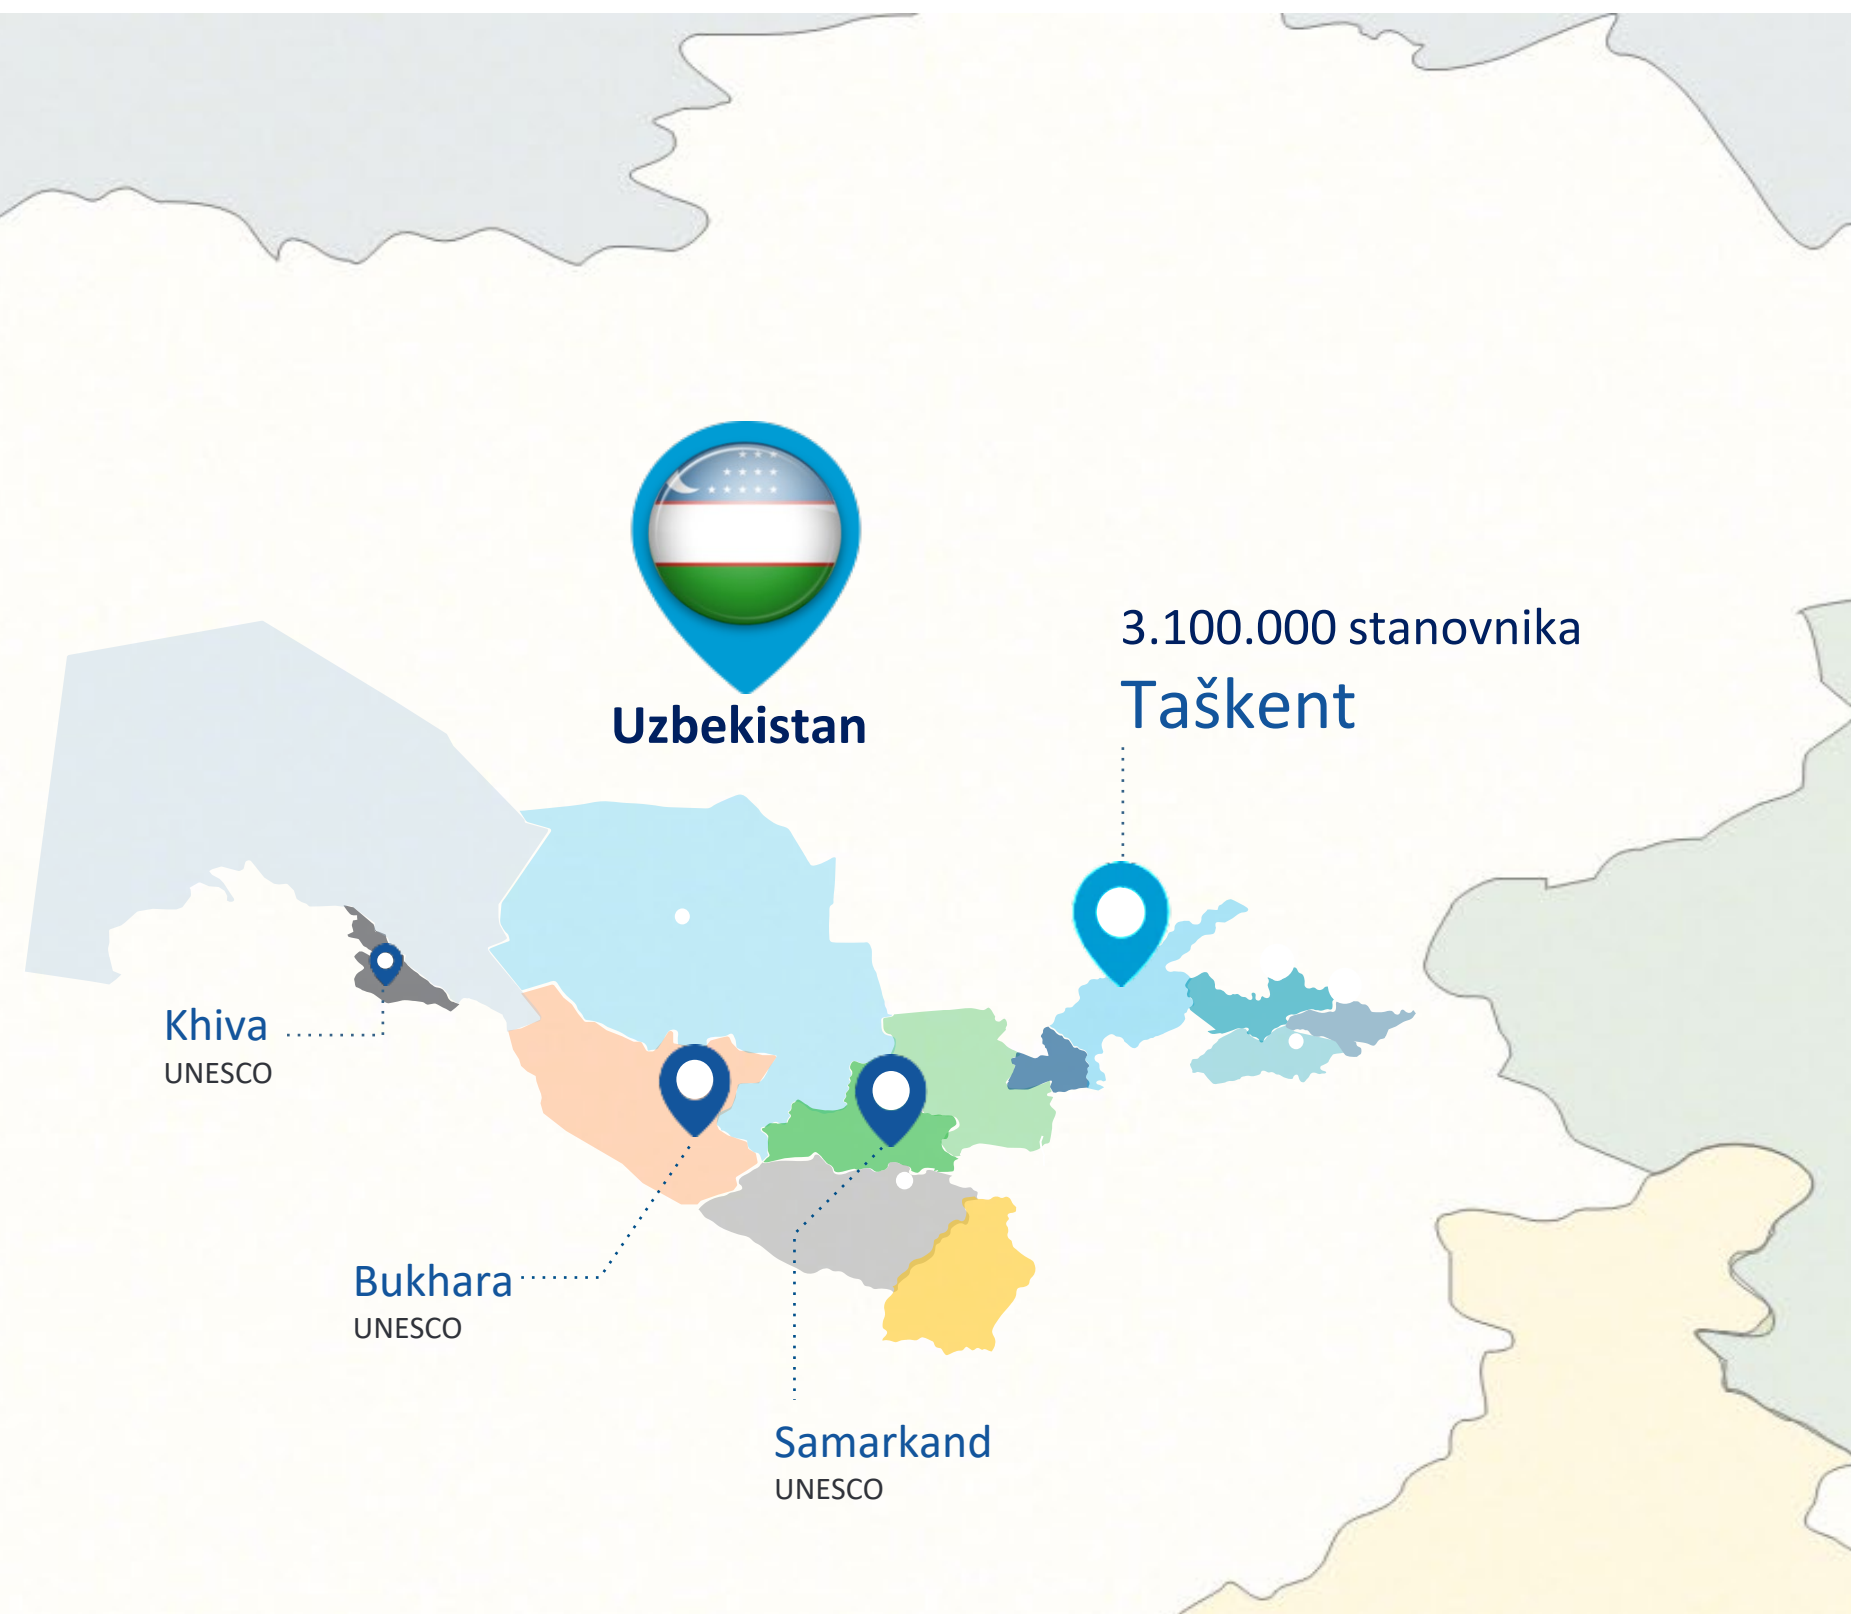 3.100.000 stanovnika
Taškent
Uzbekistan
Khiva
UNESCO
Bukhara
UNESCO
Samarkand
UNESCO